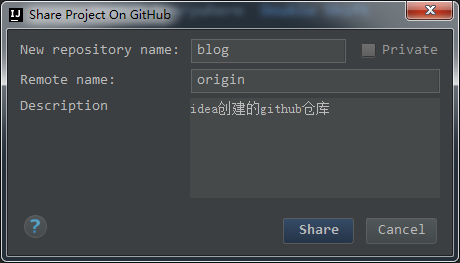 Share Project On GitHub
New repository name: blog Private
Remote name: origin
Description idea创建的github仓库
? Share Cancel